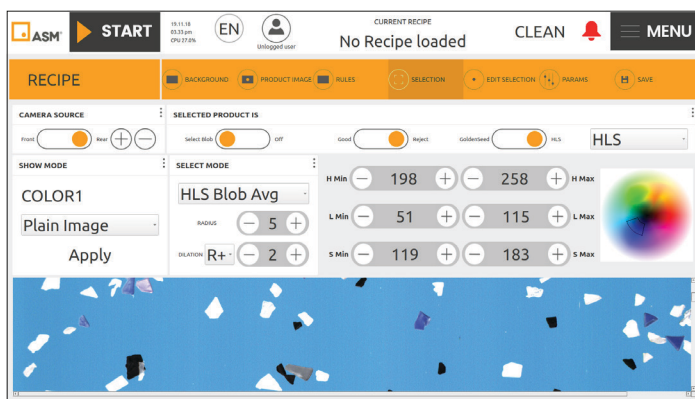 ASM
START
19.11.18
03.33 pm
CPU 27.0%
EN
Unlogged user
CURRENT RECIPE
No Recipe loaded
CLEAN
MENU
RECIPE
BACKGROUND
PRODUCT IMAGE
RULES
SELECTION
EDIT SELECTION
PARAMS
SAVE
CAMERA SOURCE
Front
Rear
SELECTED PRODUCT IS
Select Blob
Off
Good
Reject
GoldenSeed
HLS
HLS
SHOW MODE
COLOR1
Plain Image
Apply
SELECT MODE
HLS Blob Avg
RADIUS
− 5 +
DILATION R+ − 2 +
H Min − 198 + − 258 + H Max
L Min − 51 + − 115 + L Max
S Min − 119 + − 183 + S Max